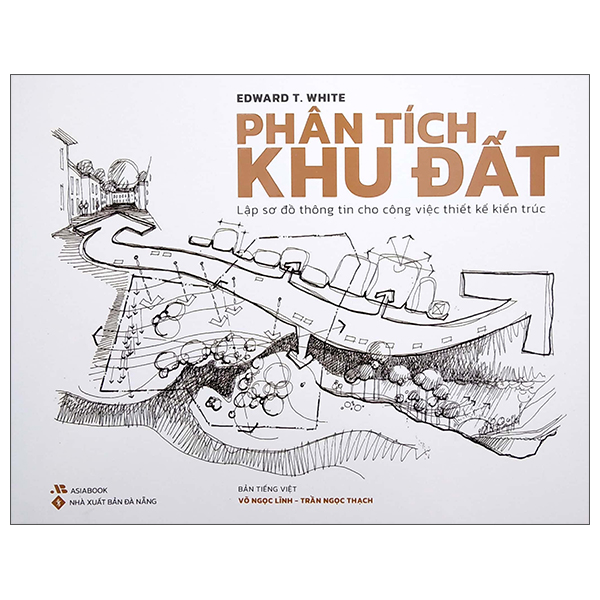 EDWARD T. WHITE
PHÂN TÍCH
KHU ĐẤT
Lập sơ đồ thông tin cho công việc thiết kế kiến trúc
ASIABOOK
NHÀ XUẤT BẢN ĐÀ NẴNG
BẢN TIẾNG VIỆT
VÕ NGỌC LĨNH - TRẦN NGỌC THẠCH